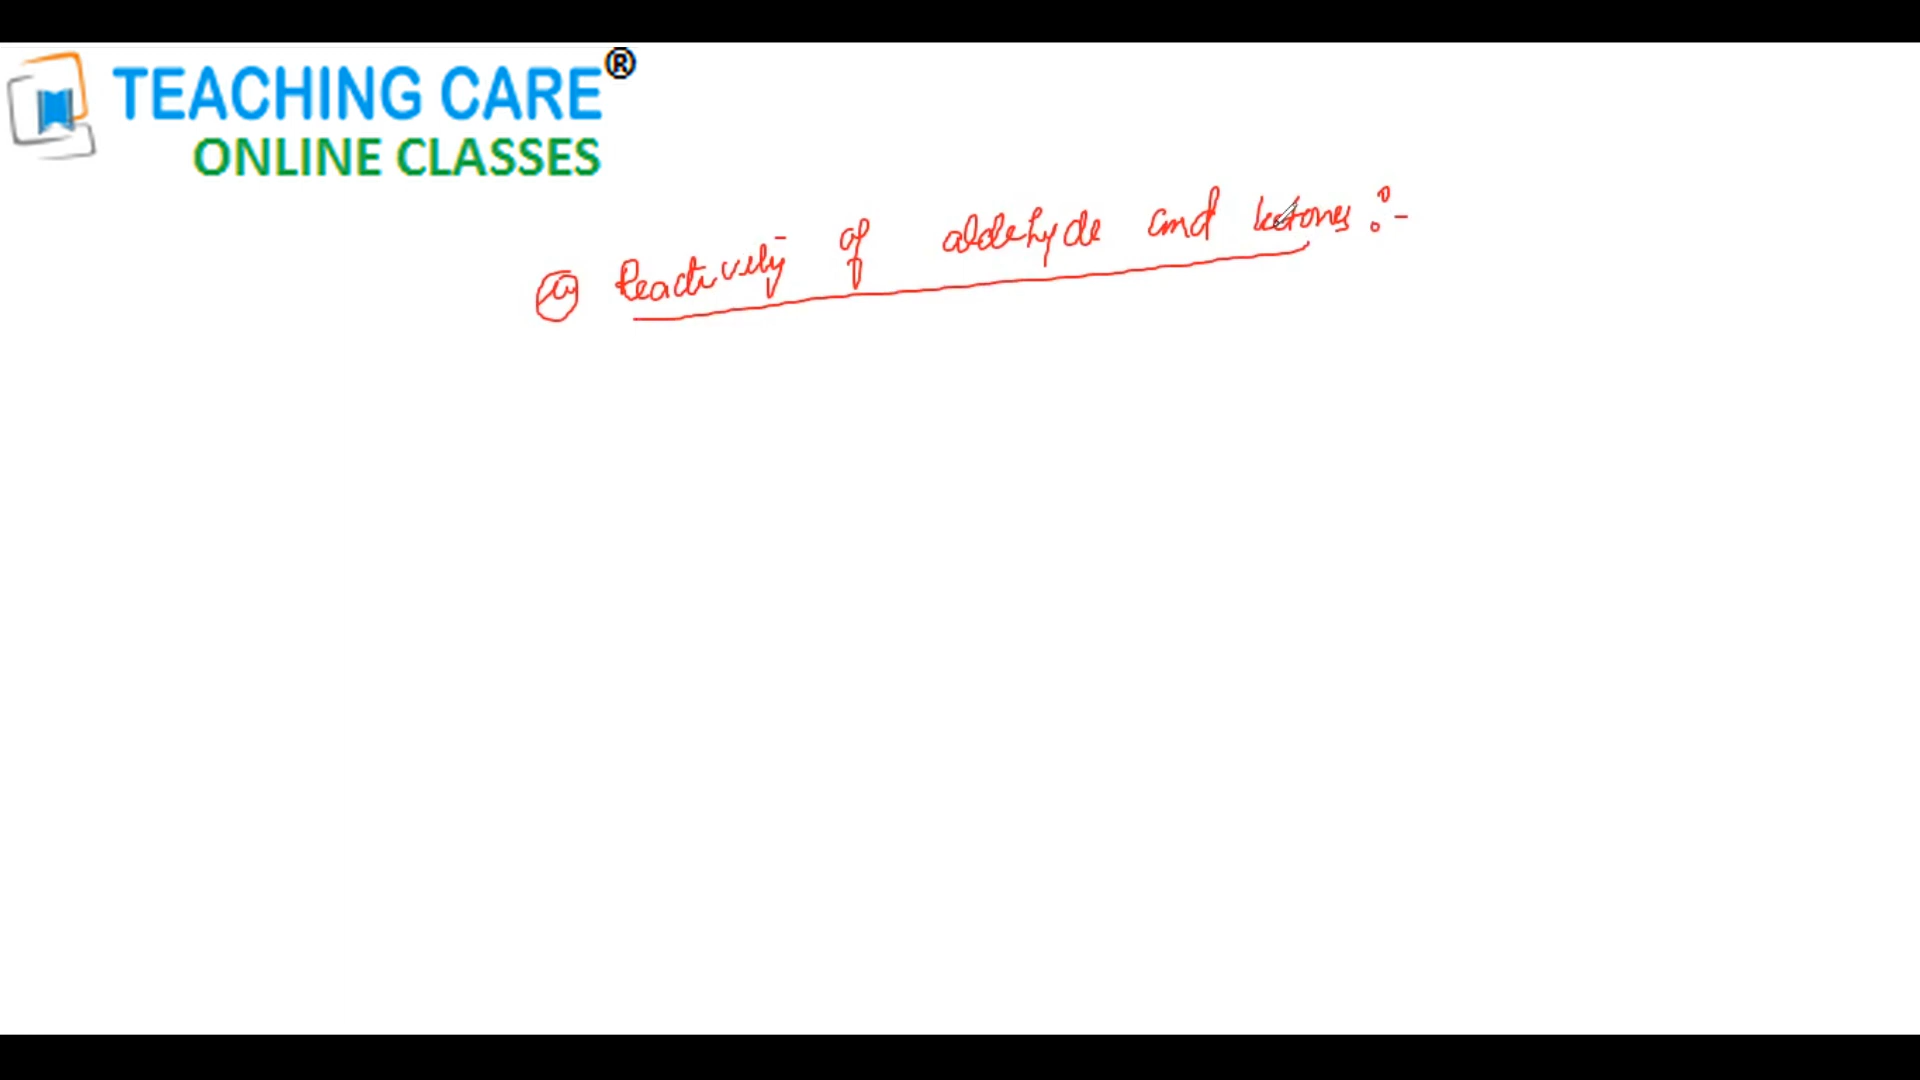 TEACHING CARE®
ONLINE CLASSES
Reactivity of aldehyde and ketones :-